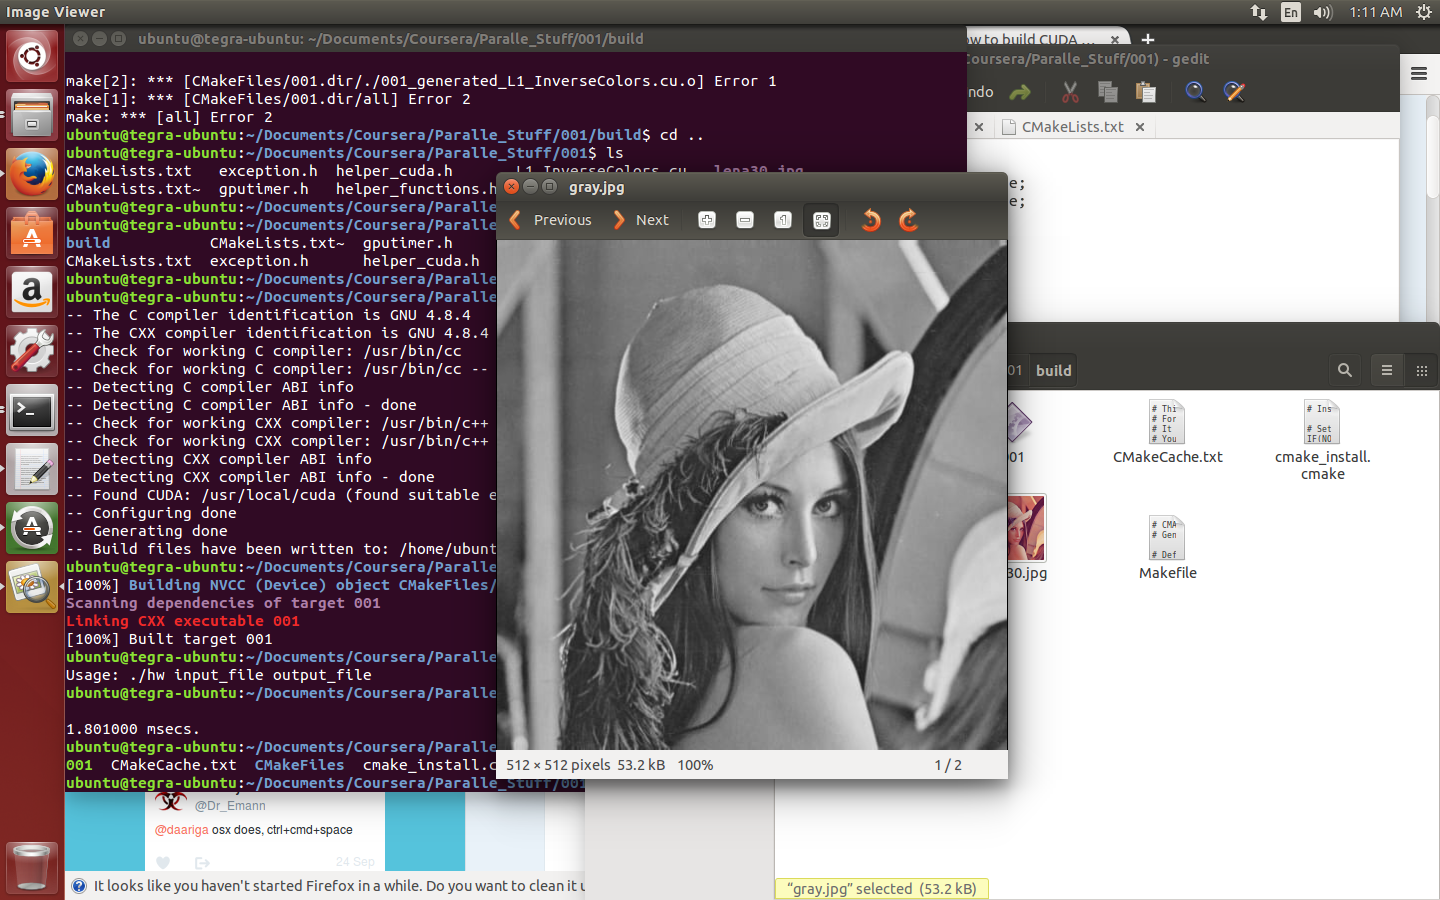 Image Viewer
En
1:11 AM
ubuntu@tegra-ubuntu: ~/Documents/Coursera/Paralle_Stuff/001/build
make[2]: *** [CMakeFiles/001.dir/./001_generated_L1_InverseColors.cu.o] Error 1
make[1]: *** [CMakeFiles/001.dir/all] Error 2
make: *** [all] Error 2
ubuntu@tegra-ubuntu:~/Documents/Coursera/Paralle_Stuff/001/build$ cd ..
ubuntu@tegra-ubuntu:~/Documents/Coursera/Paralle_Stuff/001$ ls
CMakeLists.txt exception.h helper_cuda.h L1_InverseColors.cu lena30.jpg
CMakeLists.txt~ gputimer.h helper_functions.h
ubuntu@tegra-ubuntu:~/Documents/Coursera/Paralle
ubuntu@tegra-ubuntu:~/Documents/Coursera/Paralle
build CMakeLists.txt~ gputimer.h
CMakeLists.txt exception.h helper_cuda.h
ubuntu@tegra-ubuntu:~/Documents/Coursera/Paralle
ubuntu@tegra-ubuntu:~/Documents/Coursera/Paralle
-- The C compiler identification is GNU 4.8.4
-- The CXX compiler identification is GNU 4.8.4
-- Check for working C compiler: /usr/bin/cc
-- Check for working C compiler: /usr/bin/cc --
-- Detecting C compiler ABI info
-- Detecting C compiler ABI info - done
-- Check for working CXX compiler: /usr/bin/c++
-- Check for working CXX compiler: /usr/bin/c++
-- Detecting CXX compiler ABI info
-- Detecting CXX compiler ABI info - done
-- Found CUDA: /usr/local/cuda (found suitable e
-- Configuring done
-- Generating done
-- Build files have been written to: /home/ubunt
ubuntu@tegra-ubuntu:~/Documents/Coursera/Paralle
[100%] Building NVCC (Device) object CMakeFiles/
Scanning dependencies of target 001
Linking CXX executable 001
[100%] Built target 001
ubuntu@tegra-ubuntu:~/Documents/Coursera/Paralle
Usage: ./hw input_file output_file
ubuntu@tegra-ubuntu:~/Documents/Coursera/Paralle
1.801000 msecs.
ubuntu@tegra-ubuntu:~/Documents/Coursera/Paralle
001 CMakeCache.txt CMakeFiles cmake_install.c
ubuntu@tegra-ubuntu:~/Documents/Coursera/Paralle_Stuff/001
gray.jpg
Previous
Next
512 × 512 pixels 53.2 kB 100%
1 / 2
ow to build CUDA ...
Coursera/Paralle_Stuff/001) - gedit
ndo
CMakeLists.txt
e;
e;
01
build
# Thi
# For
# It
# You
# Ins
# Set
IF(NO
001
CMakeCache.txt
cmake_install.
cmake
# CMA
# Gen
# Def
30.jpg
Makefile
@Dr_Emann
@daariga osx does, ctrl+cmd+space
24 Sep
It looks like you haven't started Firefox in a while. Do you want to clean it u
"gray.jpg" selected (53.2 kB)